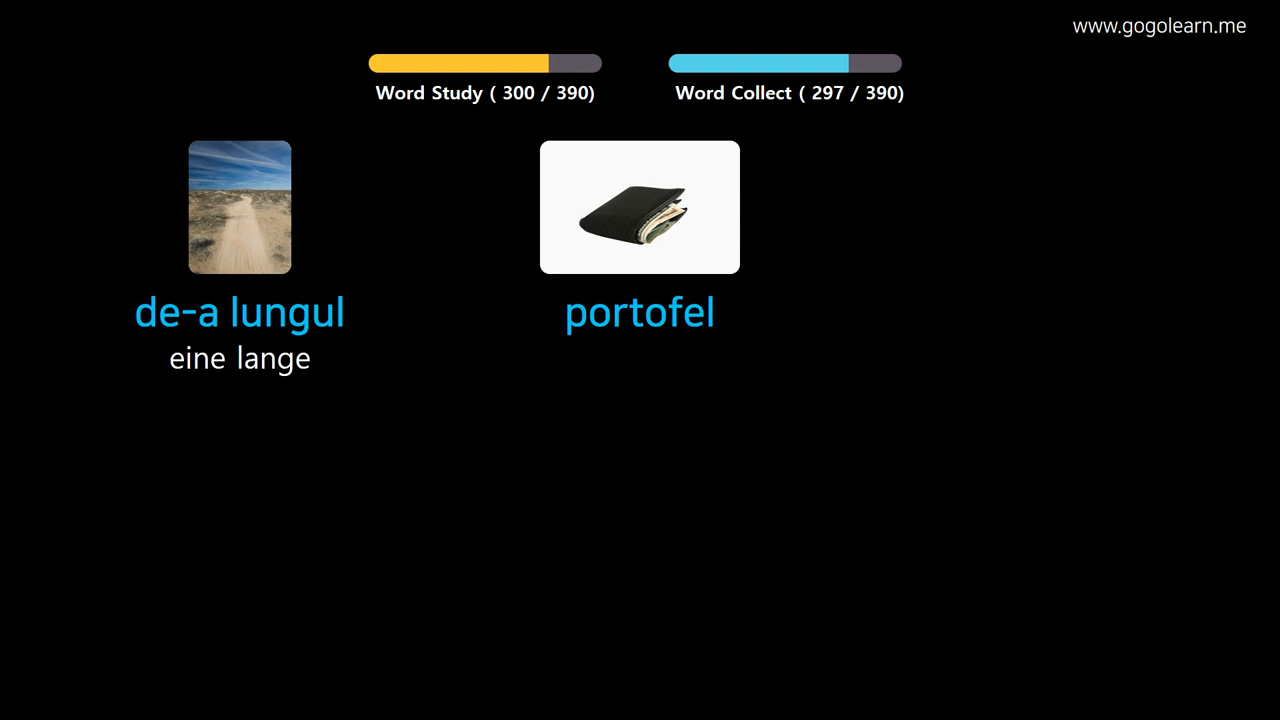 www.gogolearn.me
Word Study ( 300 / 390)
Word Collect ( 297 / 390)
de-a lungul
eine lange
portofel